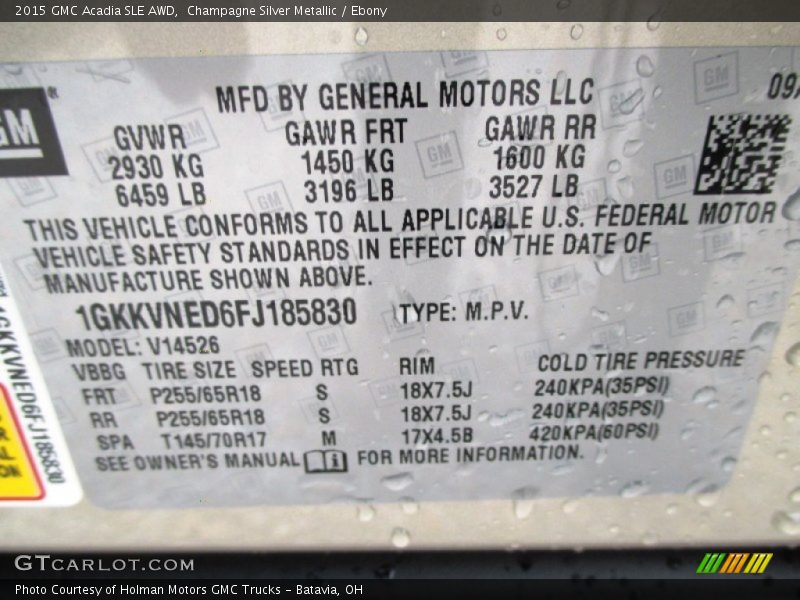 2015 GMC Acadia SLE AWD,  Champagne Silver Metallic / Ebony
MFD BY GENERAL MOTORS LLC
GM
GVWR GAWR FRT GAWR RR
2930 KG 1450 KG 1600 KG
6459 LB 3196 LB 3527 LB
THIS VEHICLE CONFORMS TO ALL APPLICABLE U.S. FEDERAL MOTOR
VEHICLE SAFETY STANDARDS IN EFFECT ON THE DATE OF
MANUFACTURE SHOWN ABOVE.
1GKKVNED6FJ185830 TYPE: M.P.V.
MODEL: V14526
VBBG TIRE SIZE SPEED RTG RIM COLD TIRE PRESSURE
FRT P255/65R18 S 18X7.5J 240KPA(35PSI)
RR P255/65R18 S 18X7.5J 240KPA(35PSI)
SPA T145/70R17 M 17X4.5B 420KPA(60PSI)
SEE OWNER'S MANUAL FOR MORE INFORMATION.
1GKKVNED6FJ185830
GTCARLOT.COM
Photo Courtesy of Holman Motors GMC Trucks - Batavia, OH